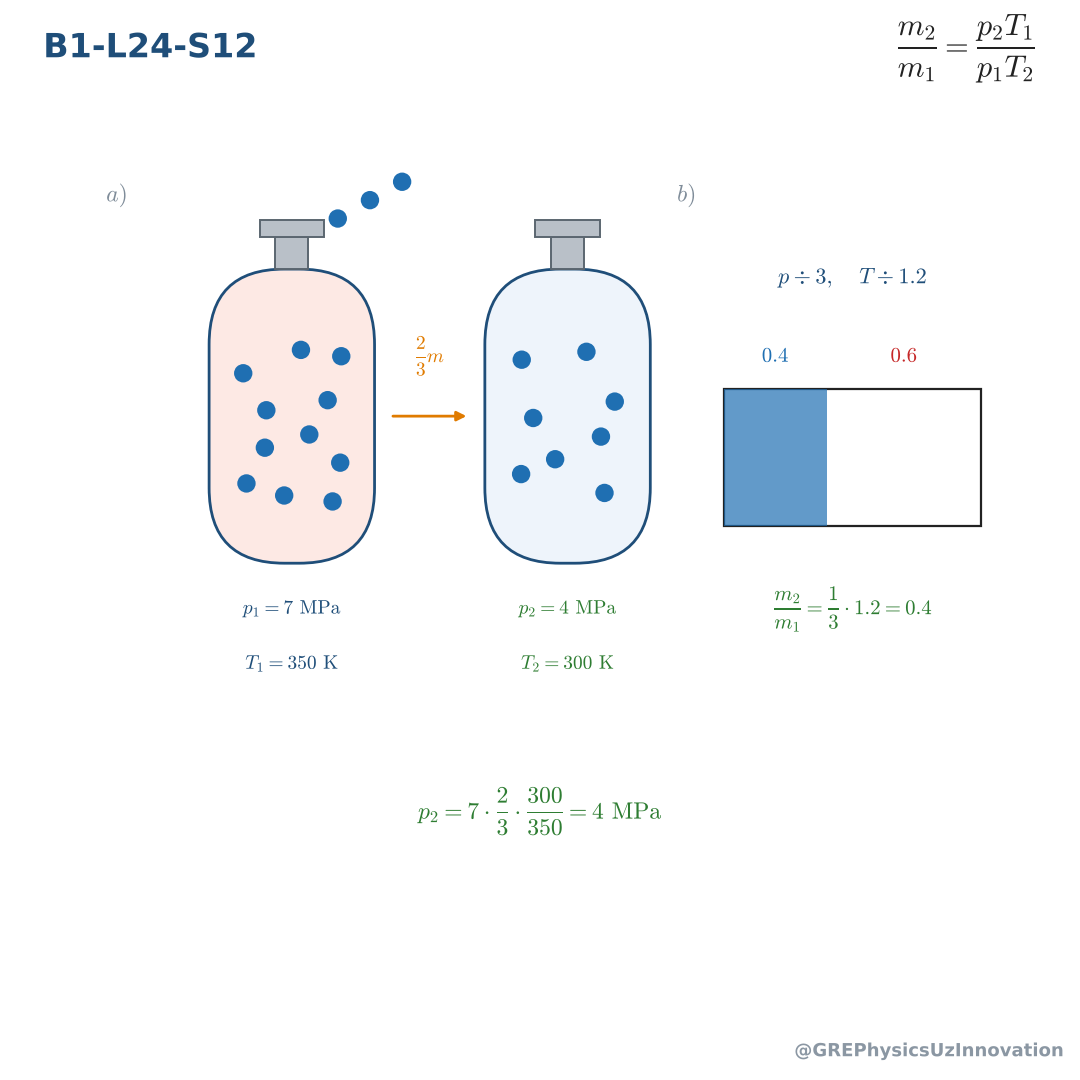 B1-L24-S12
m₂/m₁ = p₂T₁/p₁T₂
a)
b)
p ÷ 3, T ÷ 1.2
2/3 m
0.4 0.6
p₁ = 7 MPa
p₂ = 4 MPa
m₂/m₁ = 1/3 · 1.2 = 0.4
T₁ = 350 K
T₂ = 300 K
p₂ = 7 · 2/3 · 300/350 = 4 MPa
@GREPhysicsUzInnovation